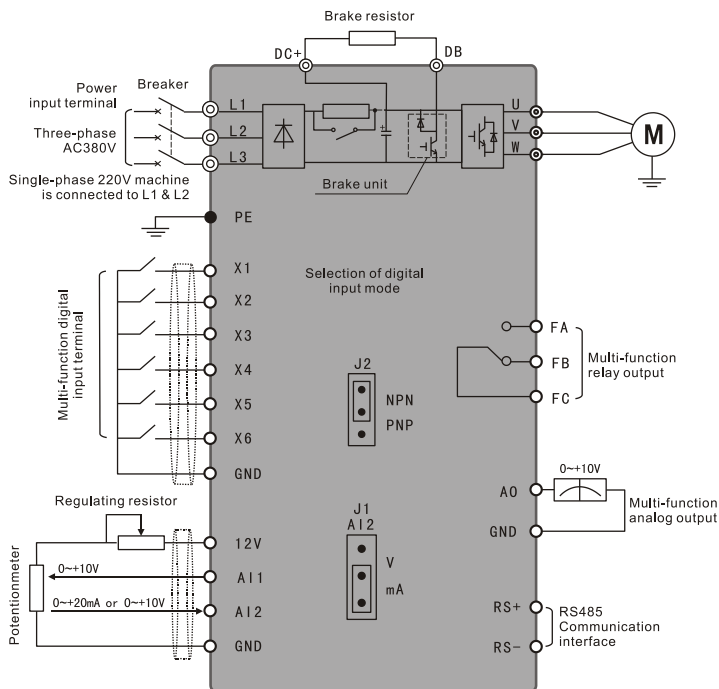 Brake resistor
DC+
DB
Power
input terminal
Breaker
L1
L2
L3
Three-phase
AC380V
Single-phase 220V machine
is connected to L1 & L2
U
V
W
M
Brake unit
PE
Multi-function digital
input terminal
X1
X2
X3
X4
X5
X6
GND
Selection of digital
input mode
J2
NPN
PNP
FA
FB
FC
Multi-function
relay output
Regulating resistor
Potentionmeter
12V
0~+10V
AI1
0~+20mA or 0~+10V
AI2
GND
J1
AI2
V
mA
0~+10V
AO
GND
Multi-function
analog output
RS+
RS-
RS485
Communication
interface